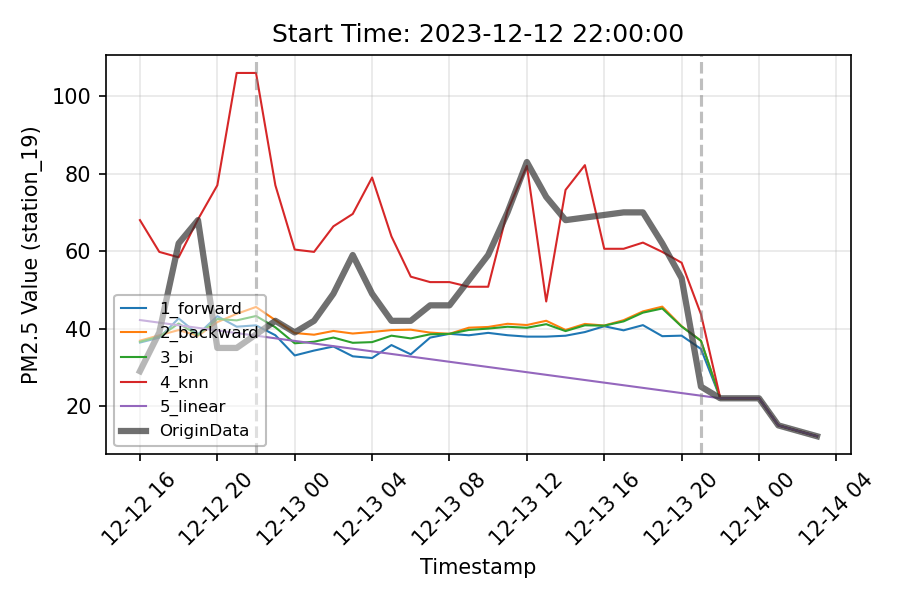 Start Time: 2023-12-12 22:00:00
PM2.5 Value (station_19)
100
80
60
40
20
1_forward
2_backward
3_bi
4_knn
5_linear
OriginData
12-12 16
12-12 20
12-13 00
12-13 04
12-13 08
12-13 12
12-13 16
12-13 20
12-14 00
12-14 04
Timestamp